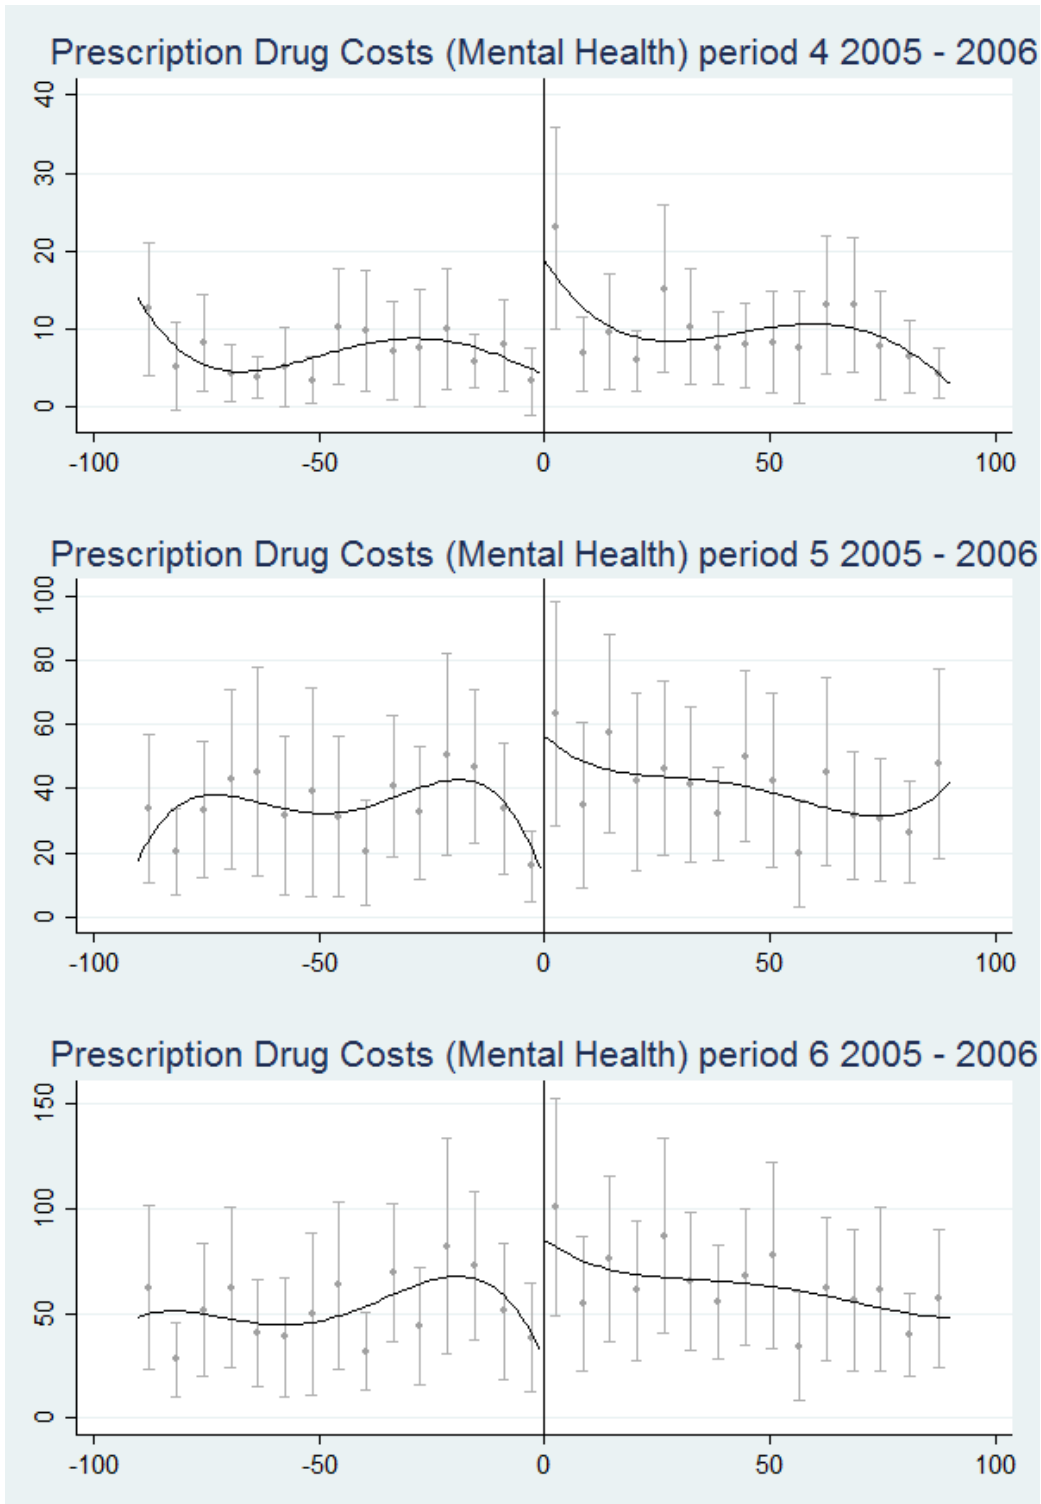 Prescription Drug Costs (Mental Health) period 4 2005 - 2006
40
30
20
10
0
-100 -50 0 50 100
Prescription Drug Costs (Mental Health) period 5 2005 - 2006
100
80
60
40
20
0
-100 -50 0 50 100
Prescription Drug Costs (Mental Health) period 6 2005 - 2006
150
100
50
0
-100 -50 0 50 100